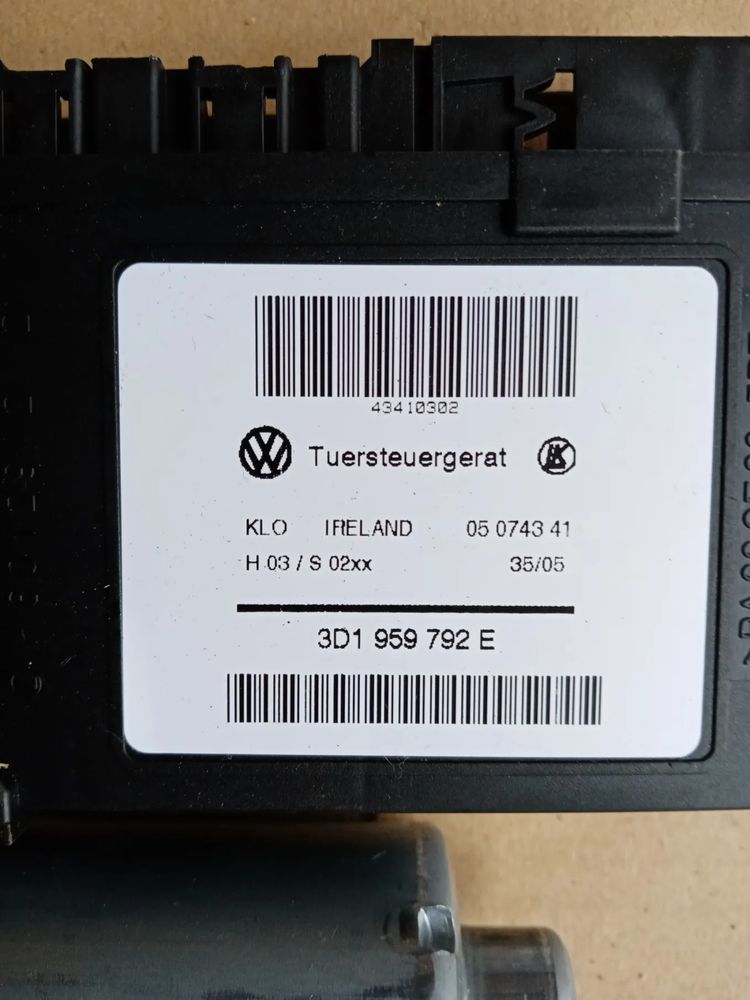 43410302
Tuersteuergerat
KLO IRELAND 05 0743 41
H 03 / S 02xx 35/05
3D1 959 792 E